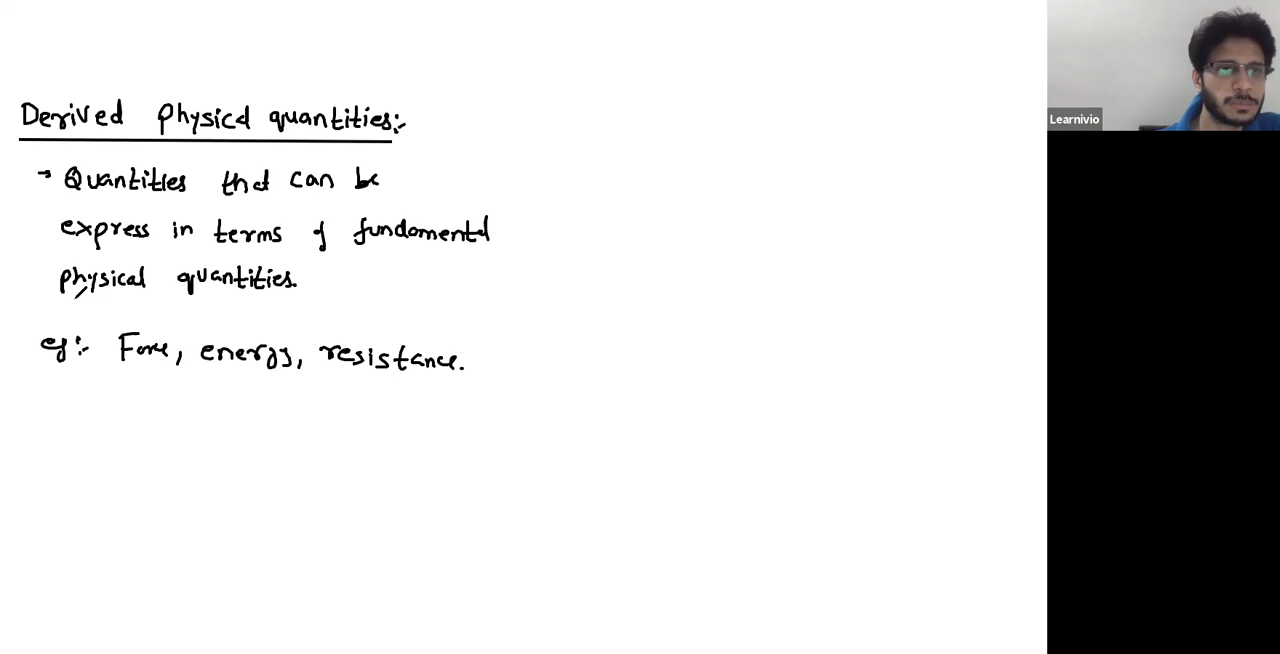 Derived Physical quantities:-
→ Quantities that can be
express in terms of fundamental
physical quantities.
eg:- Force, energy, resistance.
Learnivio